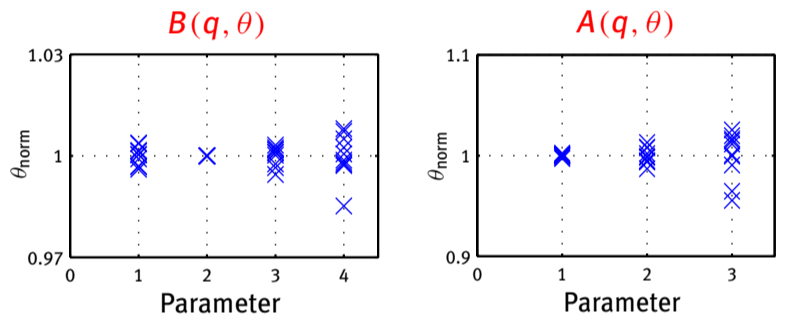 B(q, θ)
1.03
1
0.97
θnorm
0 1 2 3 4
Parameter
A(q, θ)
1.1
1
0.9
θnorm
0 1 2 3
Parameter